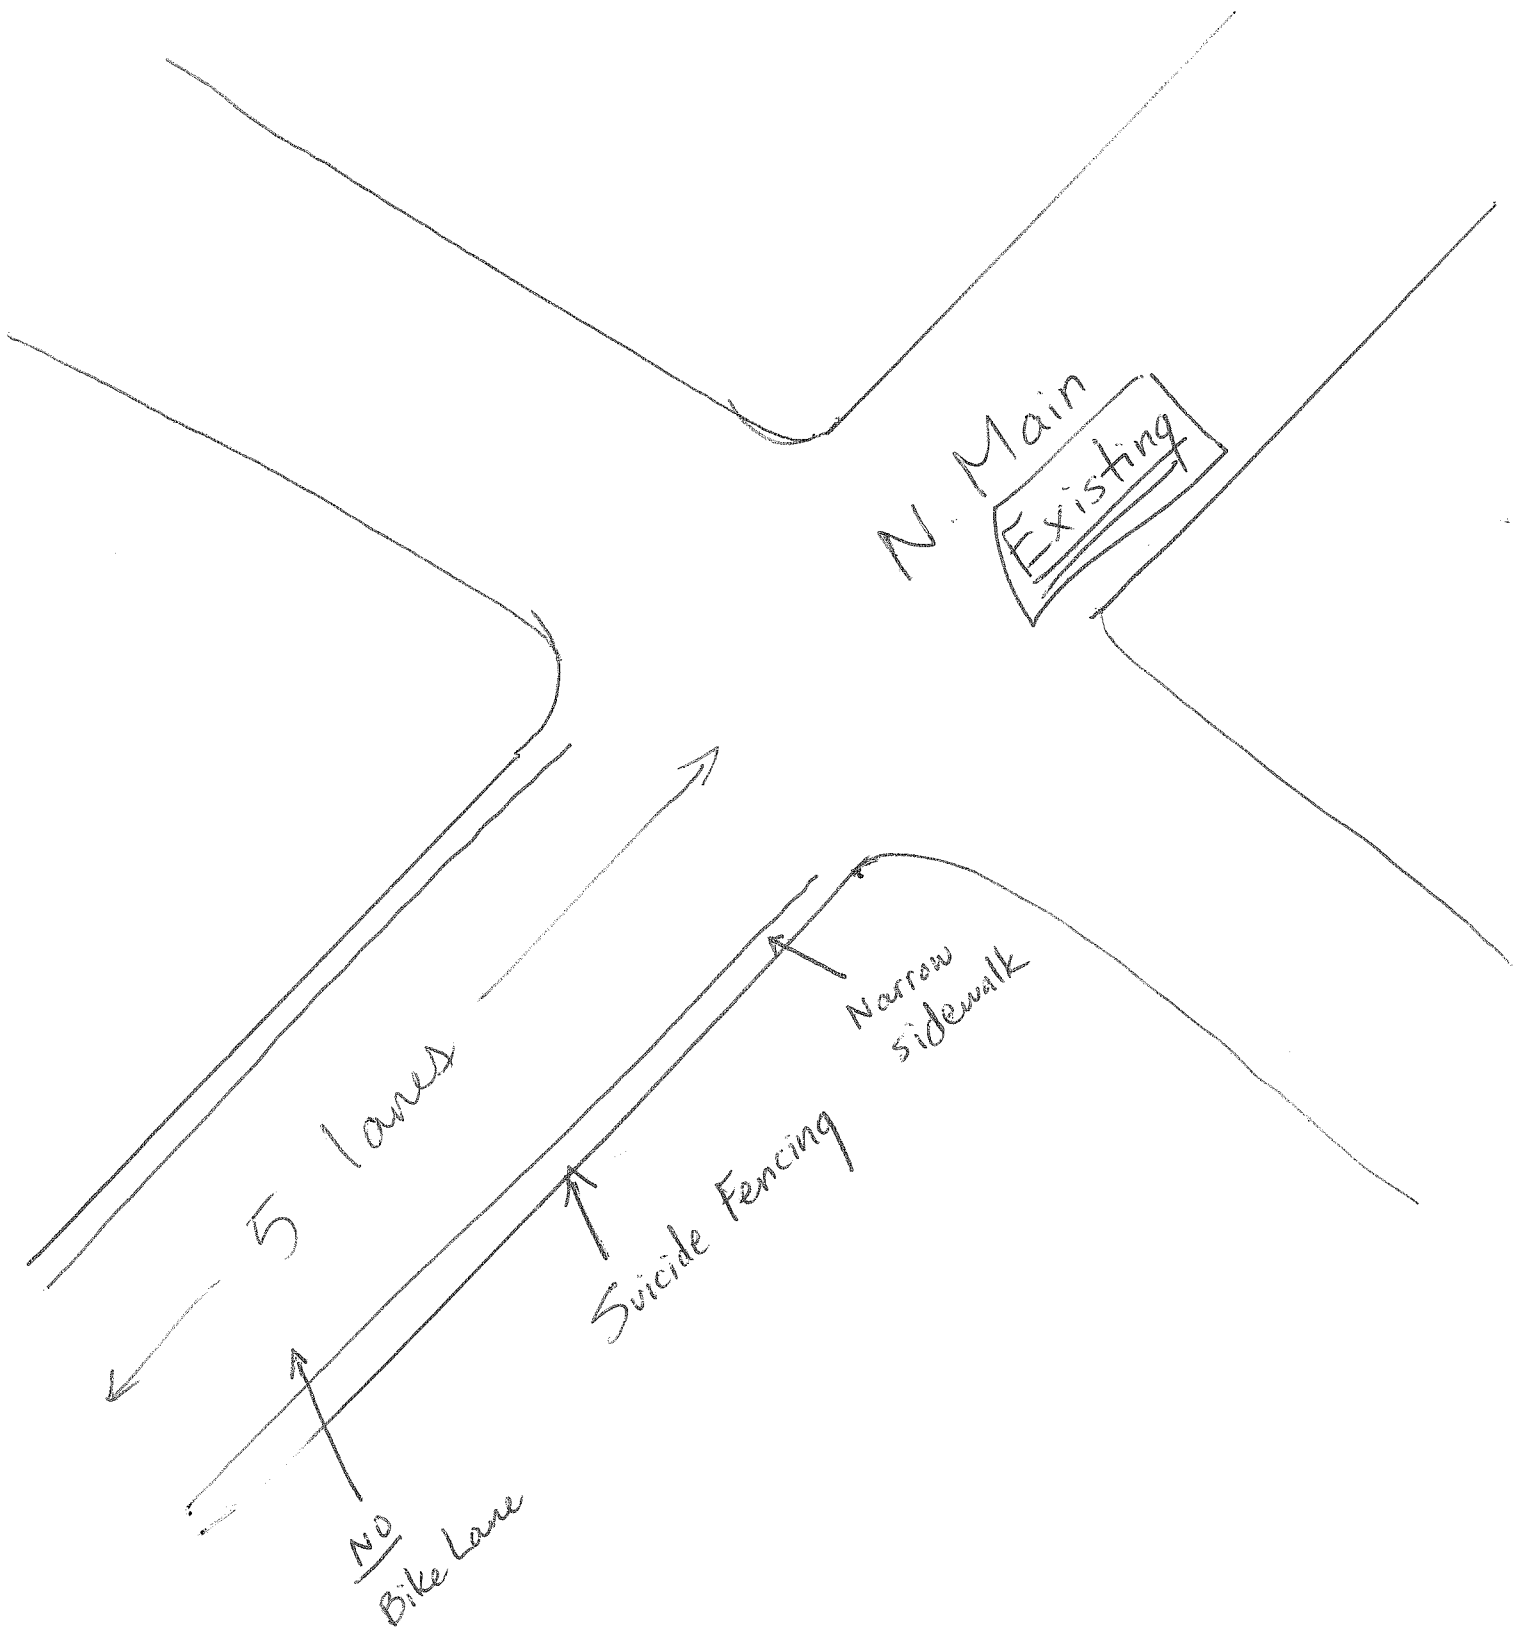 N. Main
Existing
Narrow
sidewalk
5 lanes
Suicide Fencing
NO
Bike Lane